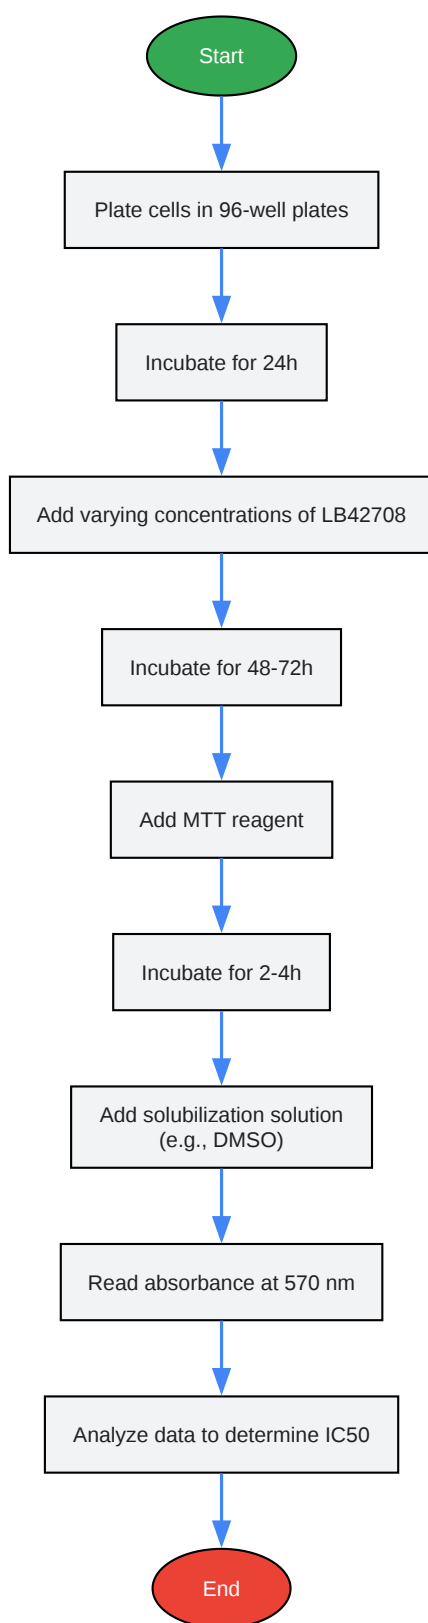 Start
Plate cells in 96-well plates
Incubate for 24h
Add varying concentrations of LB42708
Incubate for 48-72h
Add MTT reagent
Incubate for 2-4h
Add solubilization solution
(e.g., DMSO)
Read absorbance at 570 nm
Analyze data to determine IC50
End